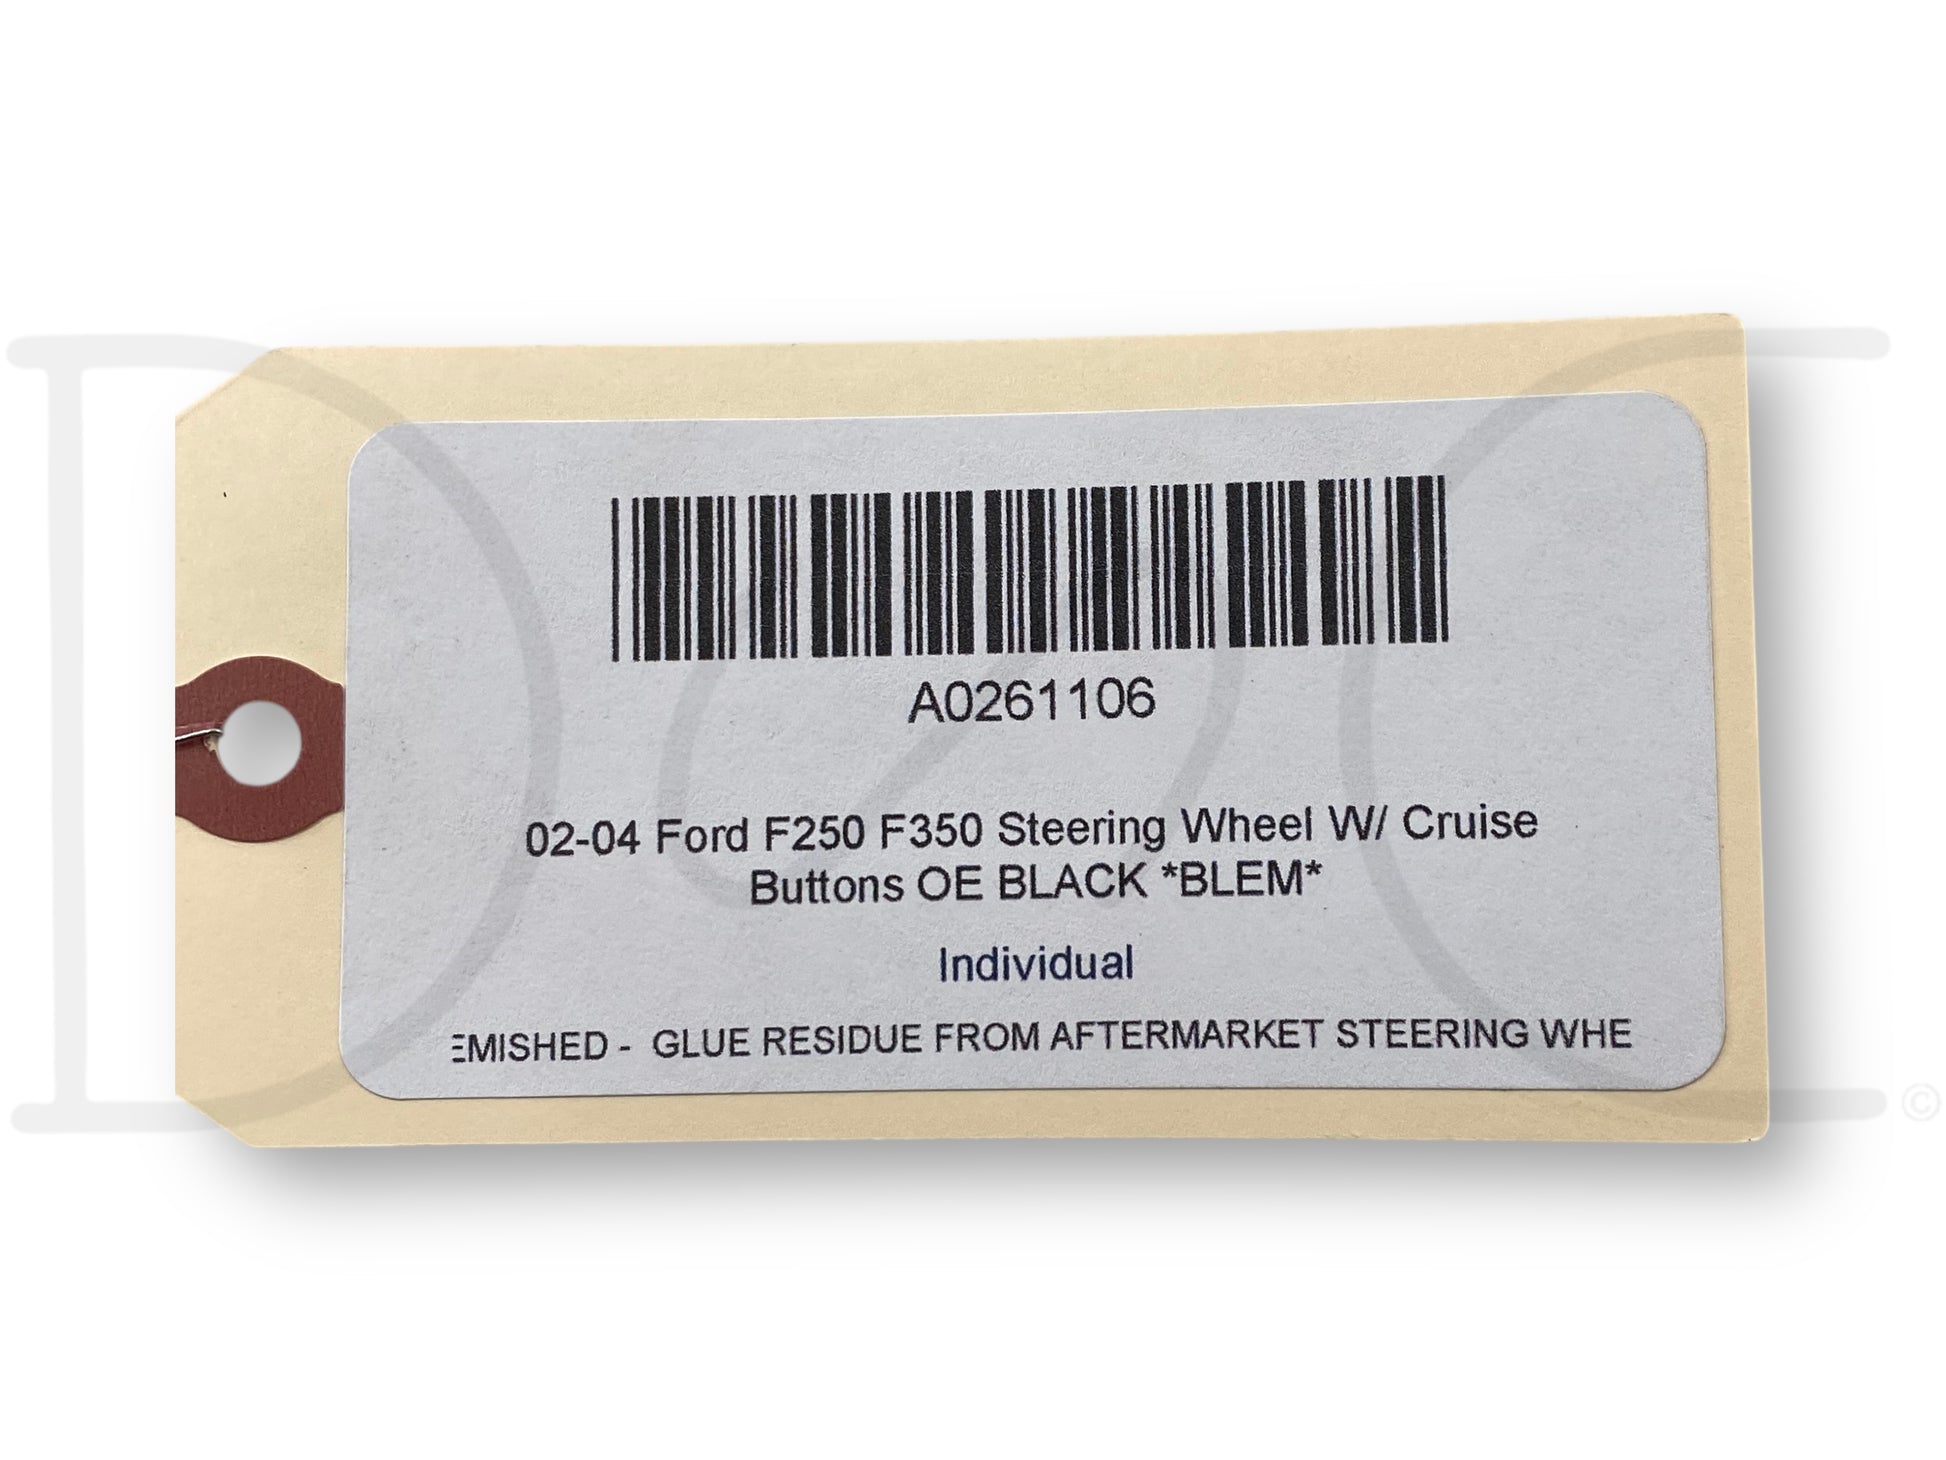 A0261106
02-04 Ford F250 F350 Steering Wheel W/ Cruise
Buttons OE BLACK *BLEM*
Individual
EMISHED - GLUE RESIDUE FROM AFTERMARKET STEERING WHE
©